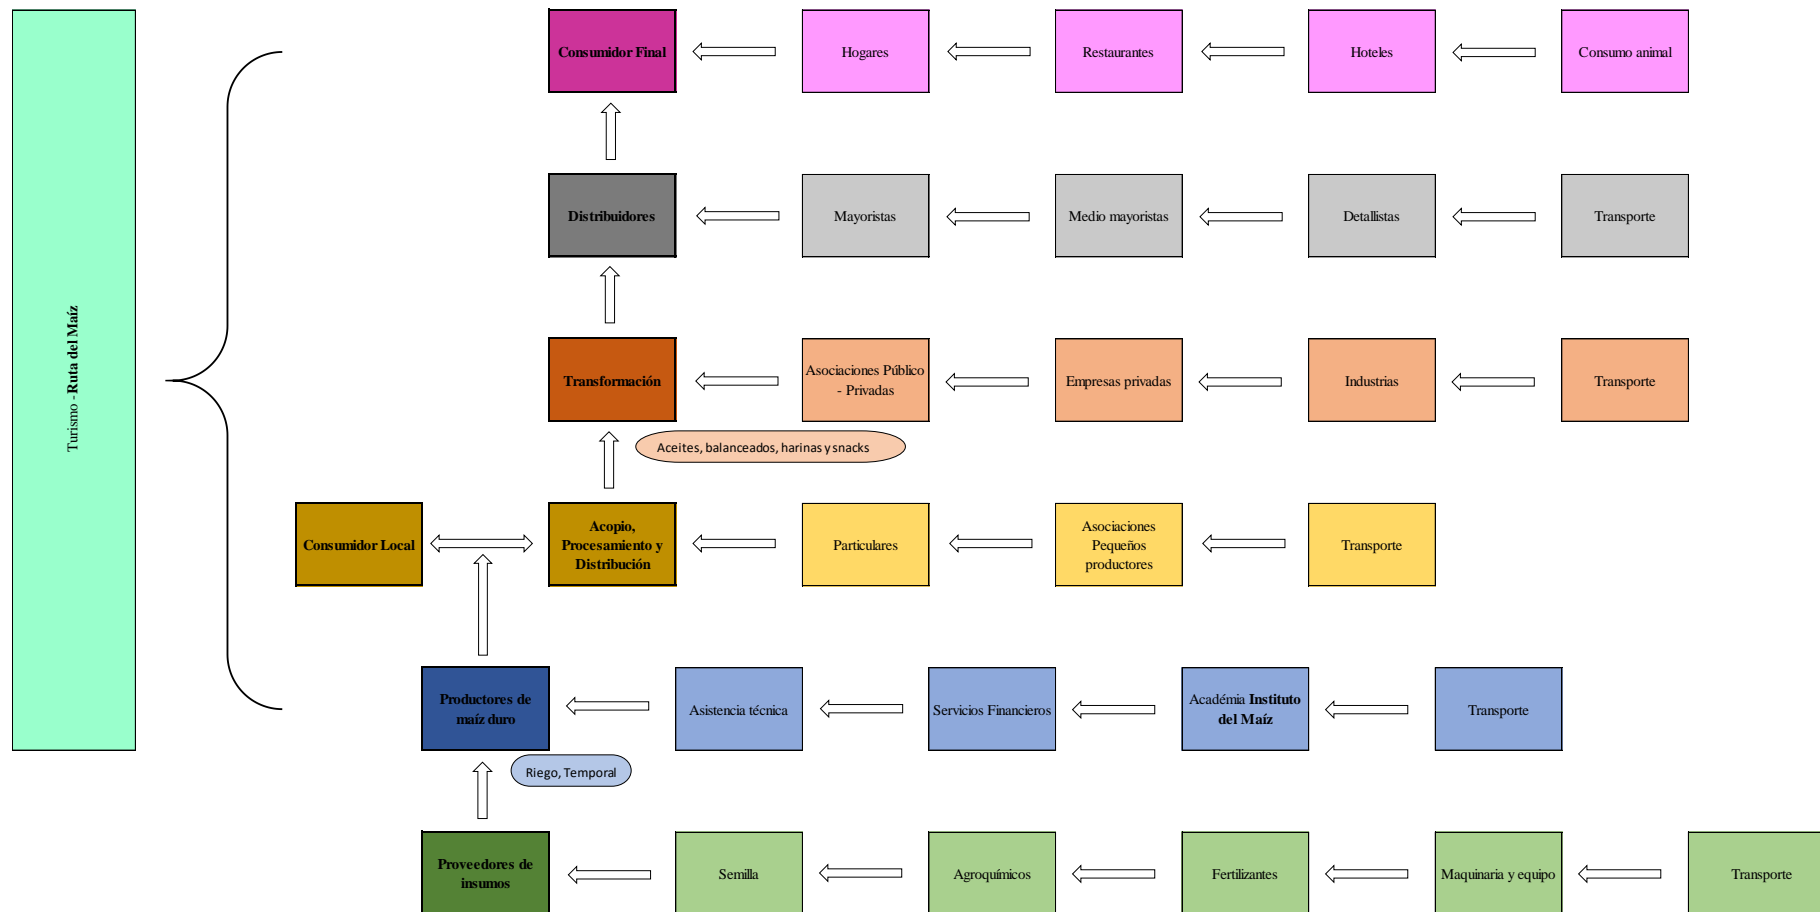 Turismo - Ruta del Maíz
Consumidor Final
Hogares
Restaurantes
Hoteles
Consumo animal
Distribuidores
Mayoristas
Medio mayoristas
Detallistas
Transporte
Transformación
Asociaciones Público
- Privadas
Empresas privadas
Industrias
Transporte
Aceites, balanceados, harinas y snacks
Consumidor Local
Acopio,
Procesamiento y
Distribución
Particulares
Asociaciones
Pequeños
productores
Transporte
Productores de
maíz duro
Asistencia técnica
Servicios Financieros
Académia Instituto
del Maíz
Transporte
Riego, Temporal
Proveedores de
insumos
Semilla
Agroquímicos
Fertilizantes
Maquinaria y equipo
Transporte